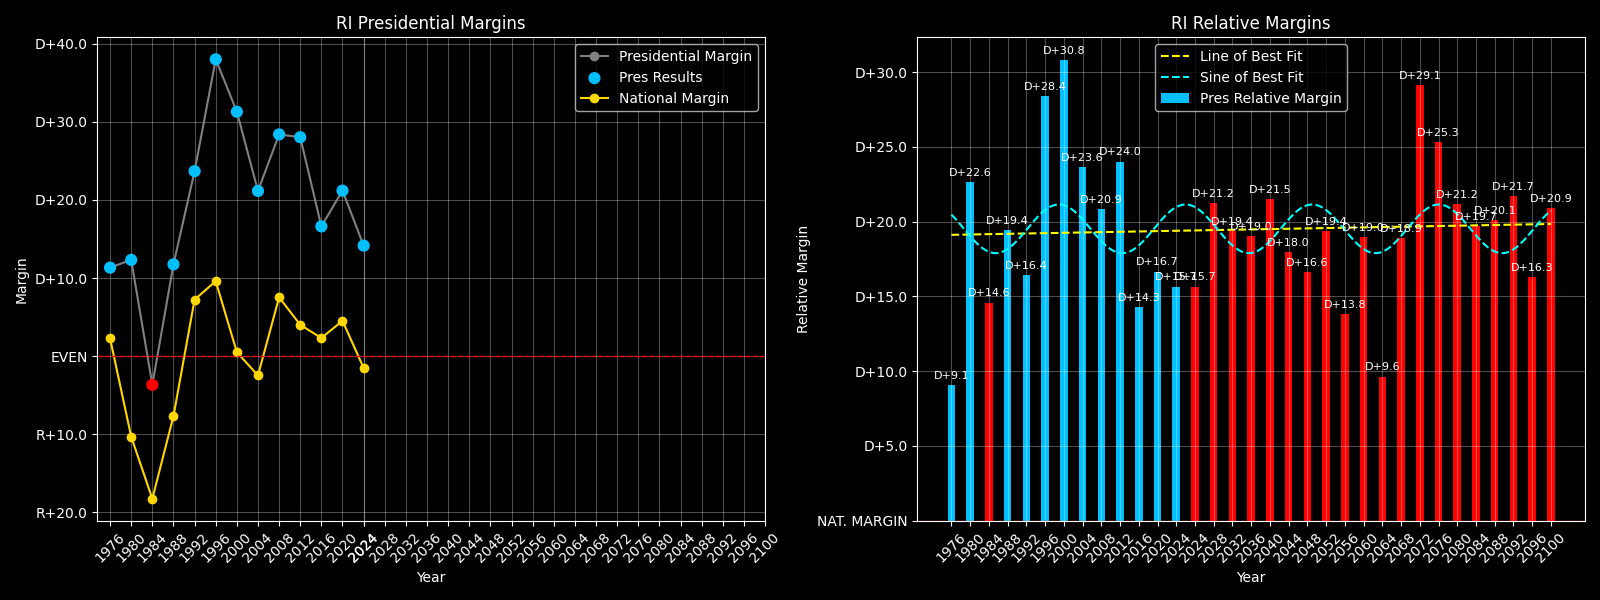 RI Presidential Margins
D+40.0
D+30.0
D+20.0
D+10.0
EVEN
R+10.0
R+20.0
Margin
Presidential Margin
Pres Results
National Margin
1976
1980
1984
1988
1992
1996
2000
2004
2008
2012
2016
2020
2024
2028
2032
2036
2040
2044
2048
2052
2056
2060
2064
2068
2072
2076
2080
2084
2088
2092
2096
2100
Year
RI Relative Margins
D+30.0
D+25.0
D+20.0
D+15.0
D+10.0
D+5.0
NAT. MARGIN
Relative Margin
Line of Best Fit
Sine of Best Fit
Pres Relative Margin
D+9.1
D+22.6
D+14.6
D+19.4
D+16.4
D+28.4
D+30.8
D+23.6
D+20.9
D+24.0
D+14.3
D+16.7
D+15.7
D+15.7
D+21.2
D+19.4
D+19.0
D+21.5
D+18.0
D+16.6
D+19.4
D+13.8
D+19.0
D+9.6
D+18.9
D+29.1
D+25.3
D+21.2
D+19.7
D+20.1
D+21.7
D+16.3
D+20.9
1976
1980
1984
1988
1992
1996
2000
2004
2008
2012
2016
2020
2024
2024
2028
2032
2036
2040
2044
2048
2052
2056
2060
2064
2068
2072
2076
2080
2084
2088
2092
2096
2100
Year